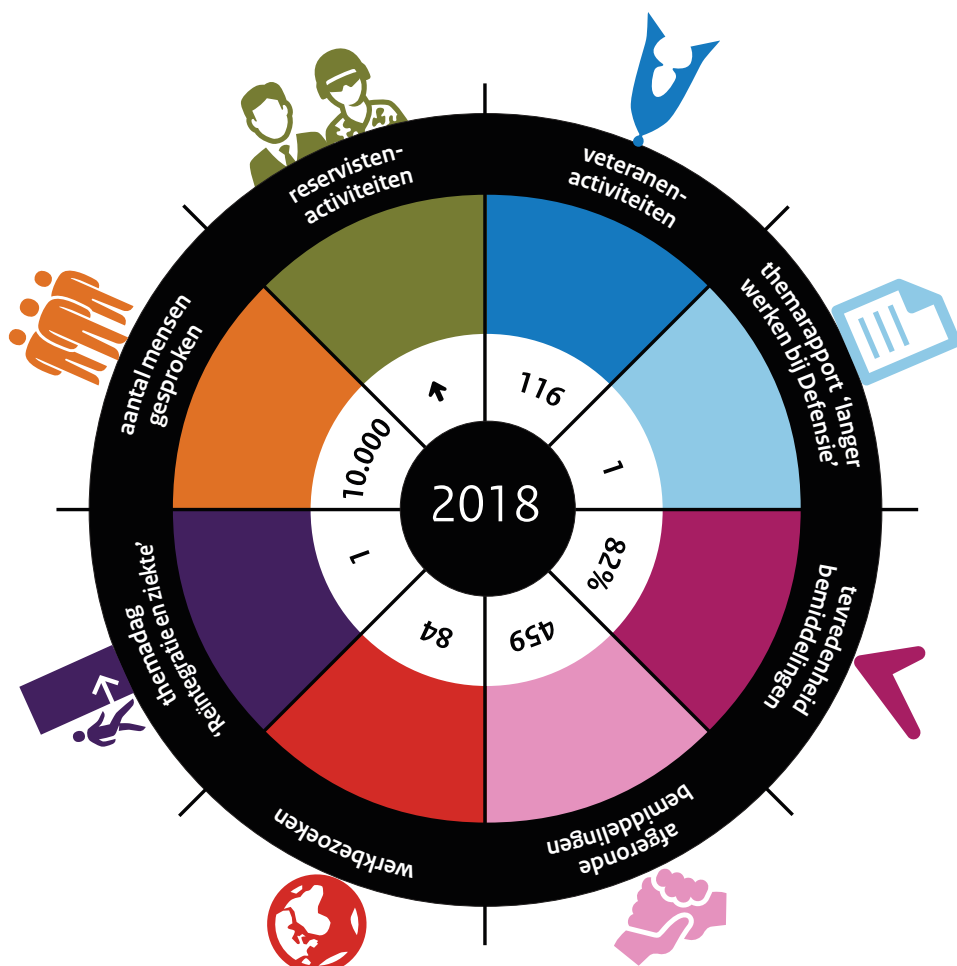 veteranen-
activiteiten
116
themarapport ‘langer
werken bij Defensie’
1
tevredenheid
bemiddelingen
82%
afgeronde
bemiddelingen
459
werkbezoeken
84
themadag
‘Reïntegratie en ziekte’
1
aantal mensen
gesproken
10.000
reservisten-
activiteiten
2018